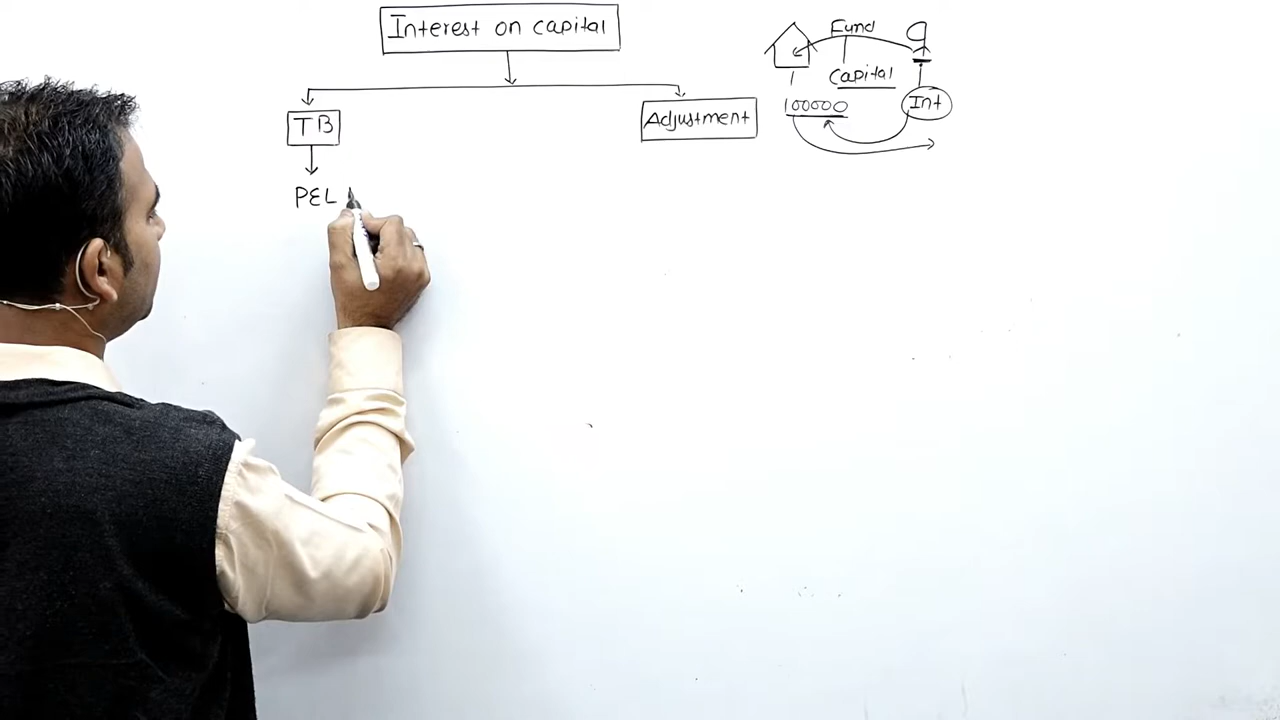 Interest on capital
Fund
capital
TB
Adjustment
100000
Int
P&L